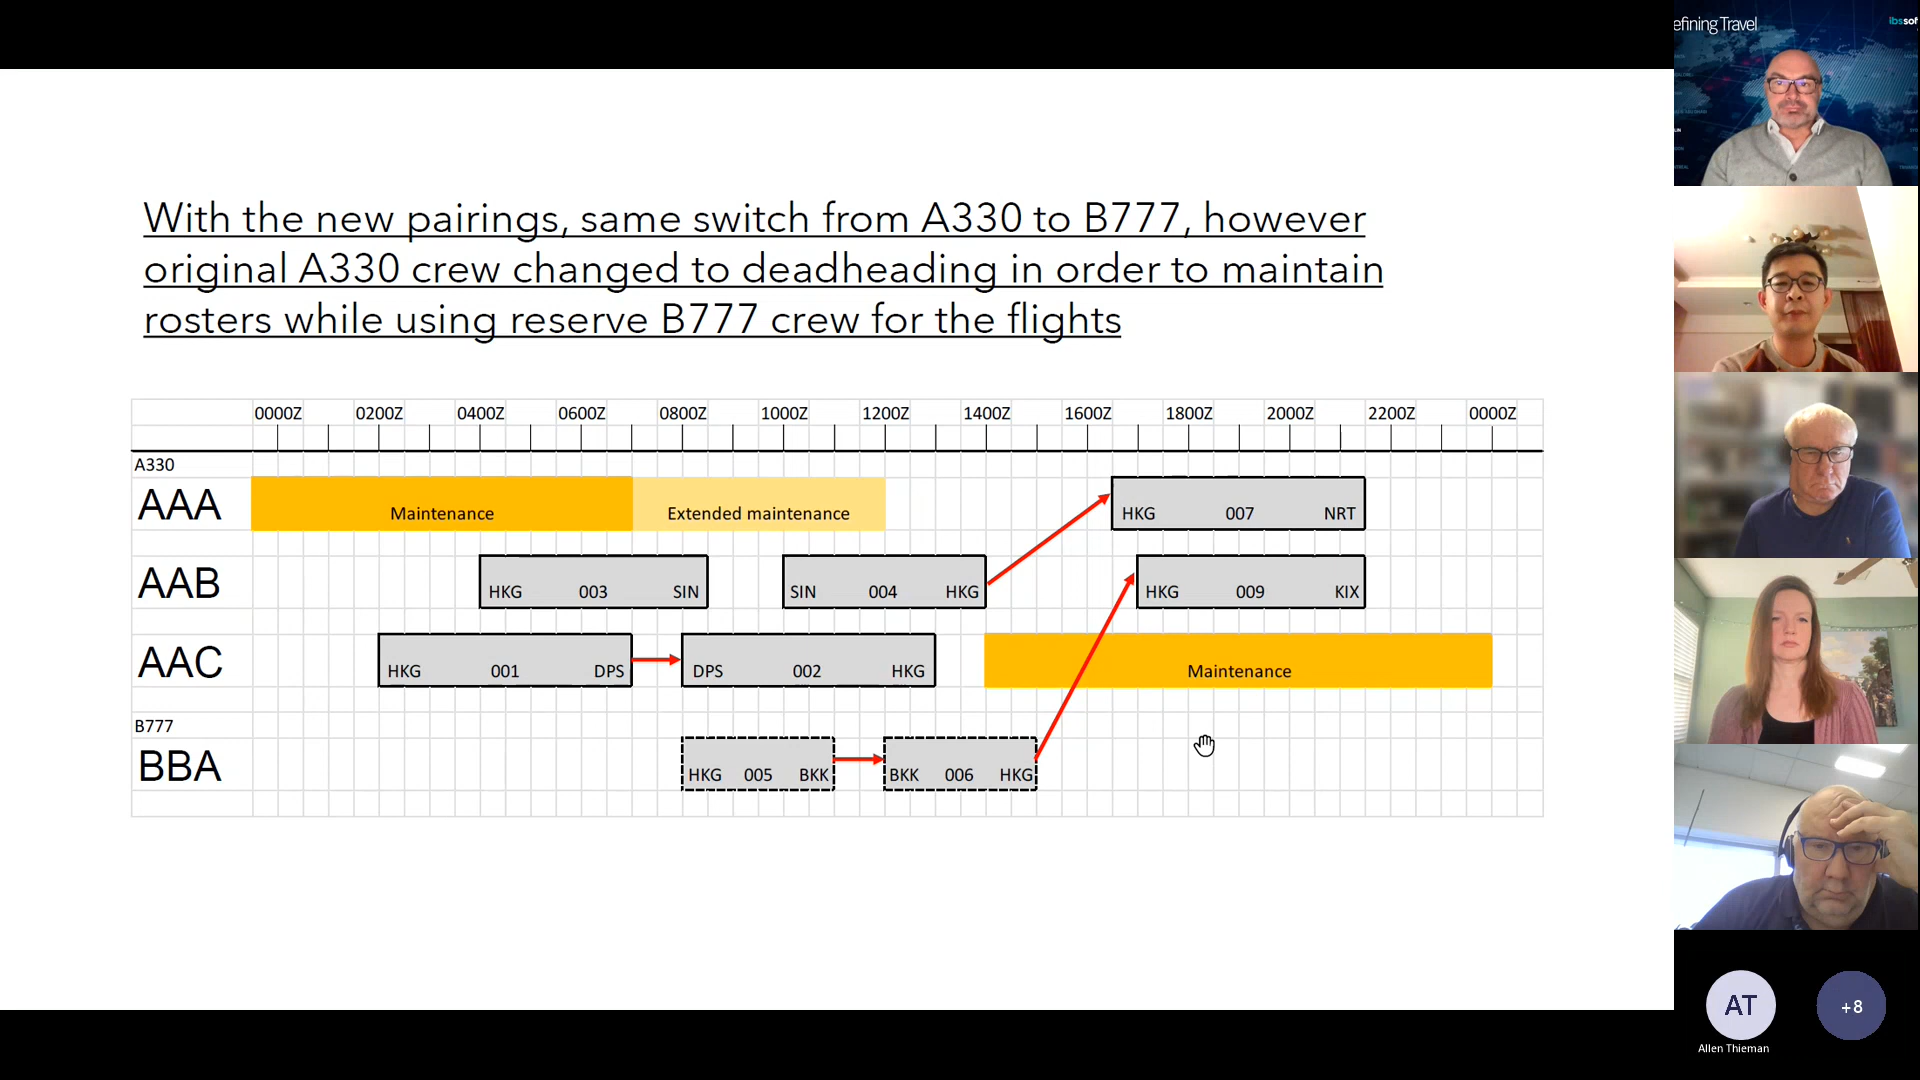 With the new pairings, same switch from A330 to B777, however
original A330 crew changed to deadheading in order to maintain
rosters while using reserve B777 crew for the flights
0000Z 0200Z 0400Z 0600Z 0800Z 1000Z 1200Z 1400Z 1600Z 1800Z 2000Z 2200Z 0000Z
A330
AAA Maintenance Extended maintenance HKG 007 NRT
AAB HKG 003 SIN SIN 004 HKG HKG 009 KIX
AAC HKG 001 DPS DPS 002 HKG Maintenance
B777
BBA HKG 005 BKK BKK 006 HKG
efining Travel
ibssof
AT
+8
Allen Thieman